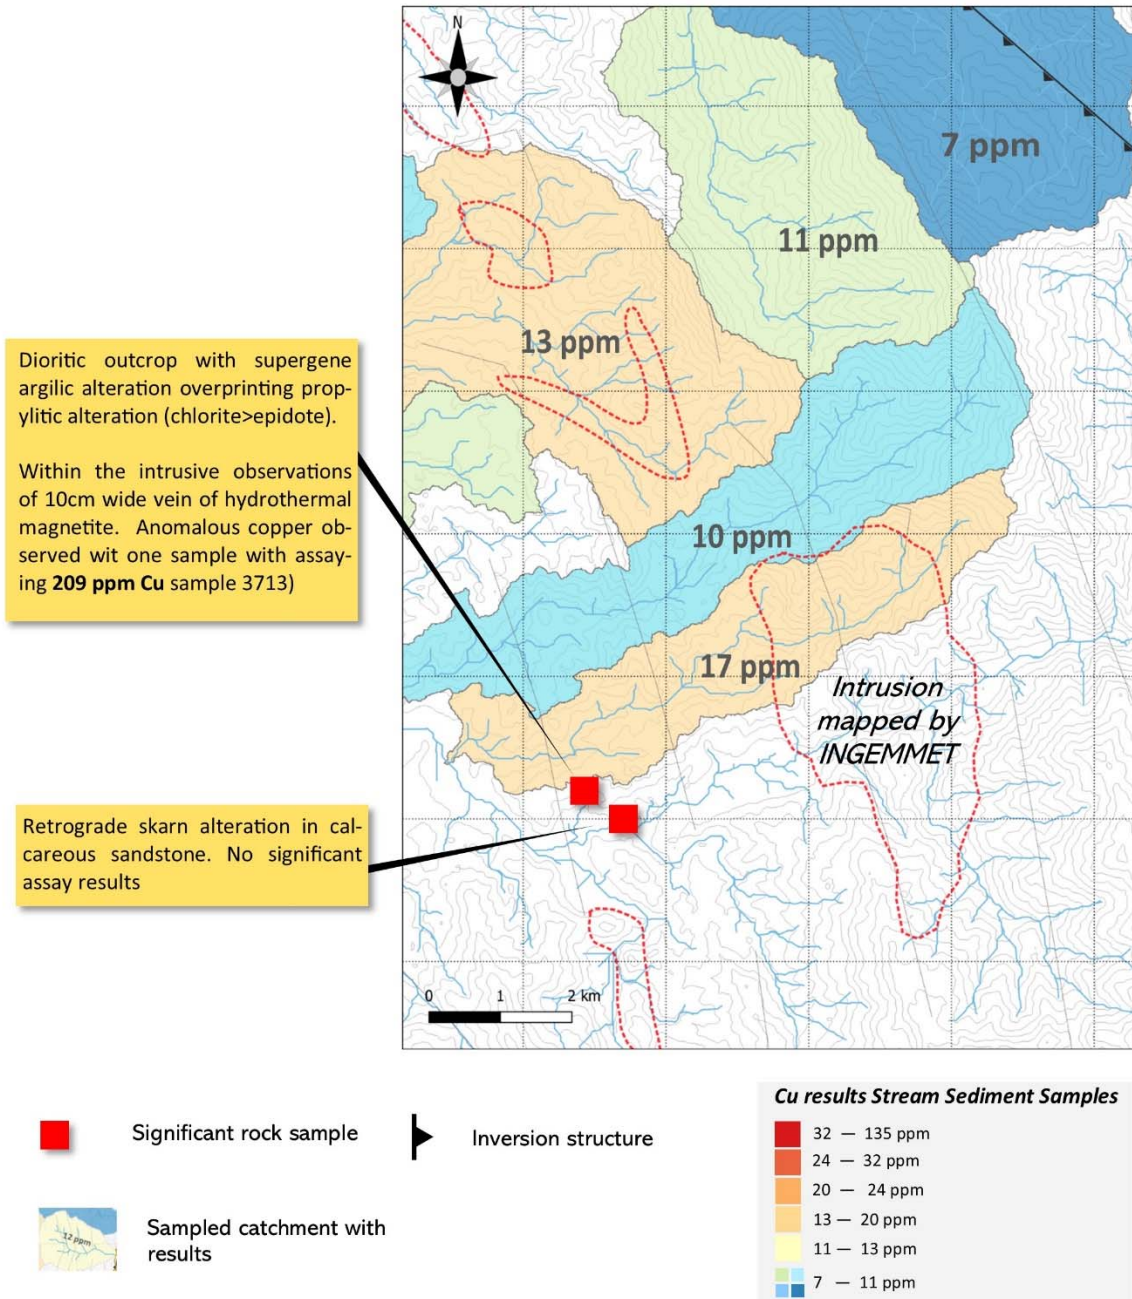 N
7 ppm
11 ppm
13 ppm
Dioritic outcrop with supergene
argilic alteration overprinting prop-
ylitic alteration (chlorite>epidote).
Within the intrusive observations
of 10cm wide vein of hydrothermal
magnetite. Anomalous copper ob-
served wit one sample with assay-
ing 209 ppm Cu sample 3713)
10 ppm
17 ppm
Intrusion
mapped by
INGEMMET
Retrograde skarn alteration in cal-
careous sandstone. No significant
assay results
0 1 2 km
Significant rock sample
Inversion structure
12 ppm
Sampled catchment with
results
Cu results Stream Sediment Samples
32 — 135 ppm
24 — 32 ppm
20 — 24 ppm
13 — 20 ppm
11 — 13 ppm
7 — 11 ppm